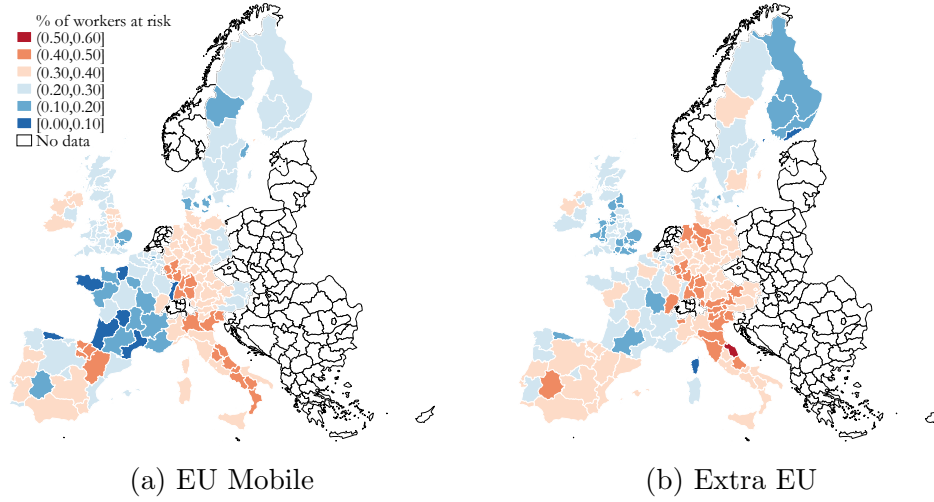 % of workers at risk
(0.50,0.60]
(0.40,0.50]
(0.30,0.40]
(0.20,0.30]
(0.10,0.20]
[0.00,0.10]
No data
(a) EU Mobile
(b) Extra EU